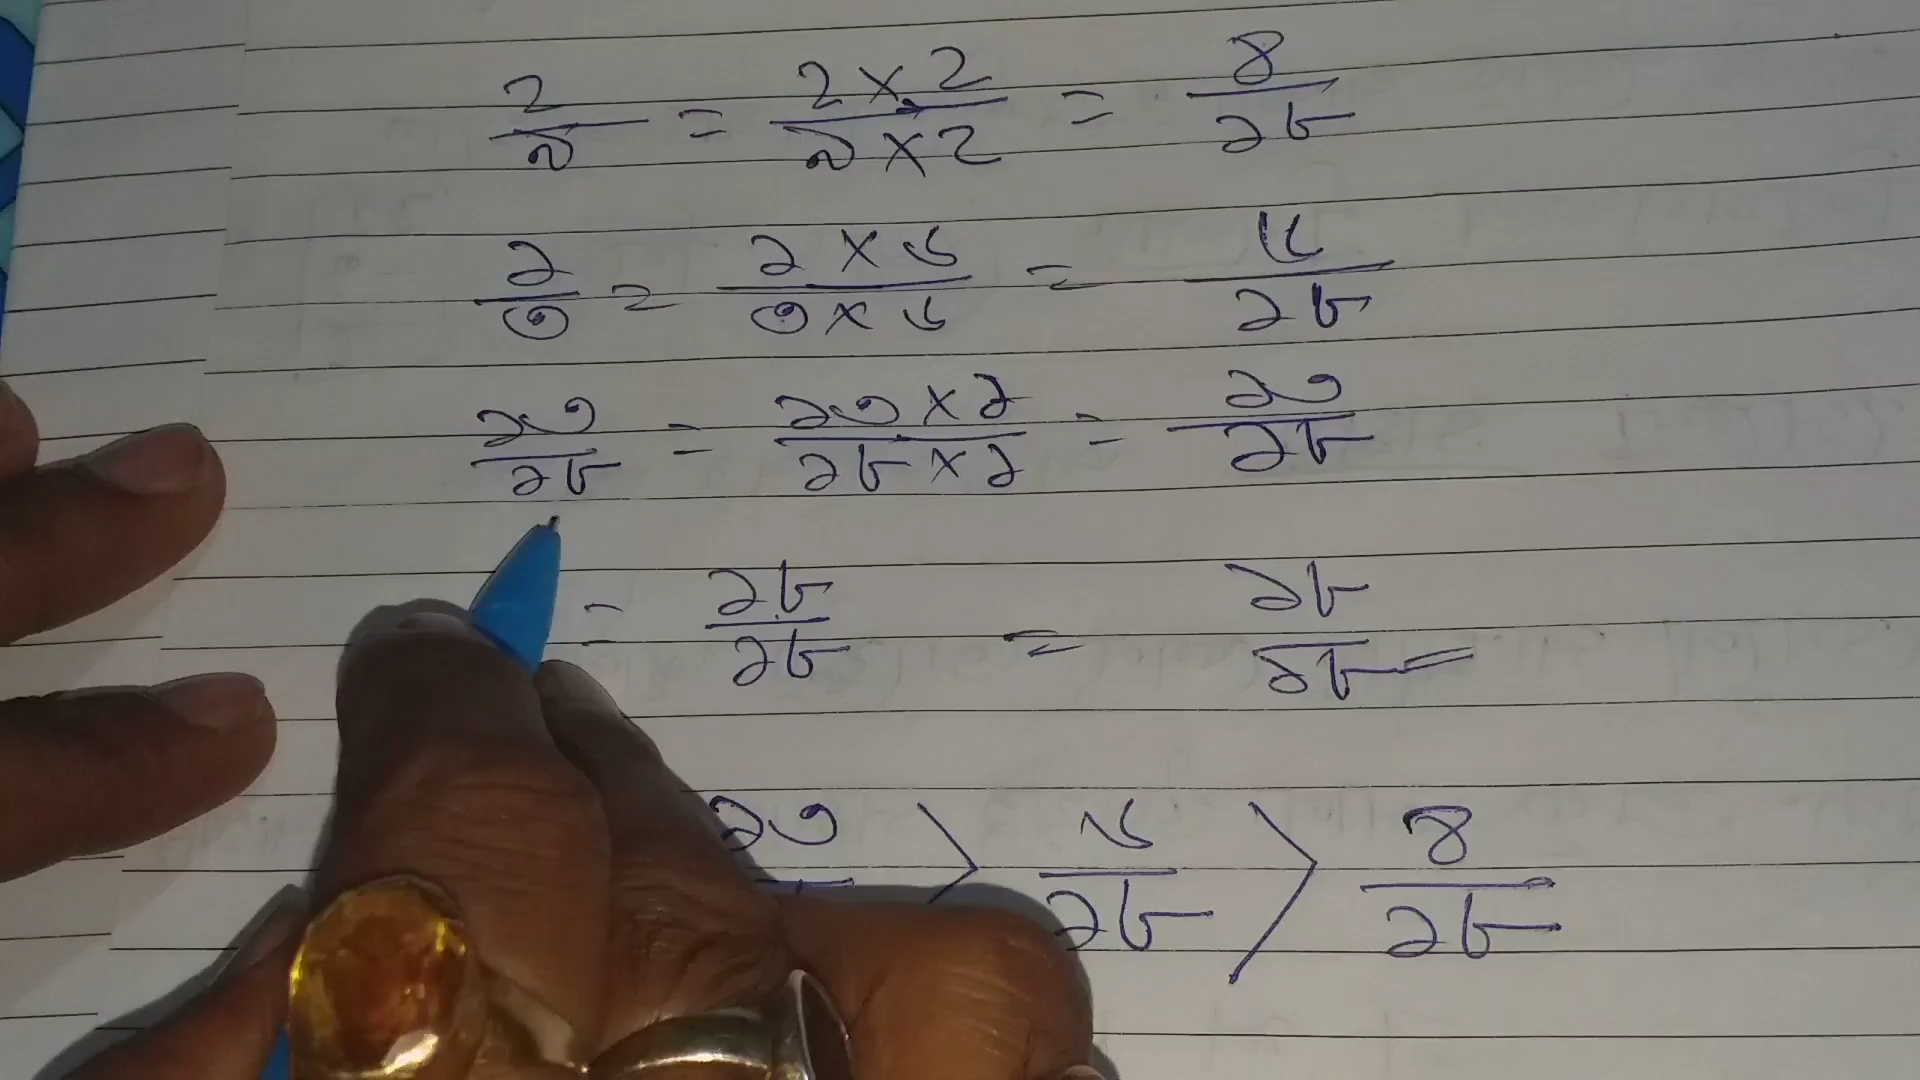 ২/৯ = ২×২/৯×২ = ৪/১৮
১/৩ = ১×৬/৩×৬ = ৬/১৮
১৩/১৮ = ১৩×১/১৮×১ = ১৩/১৮
= ১৮/১৮ = ১৮/১৮
১৩ > ৬/১৮ > ৪/১৮